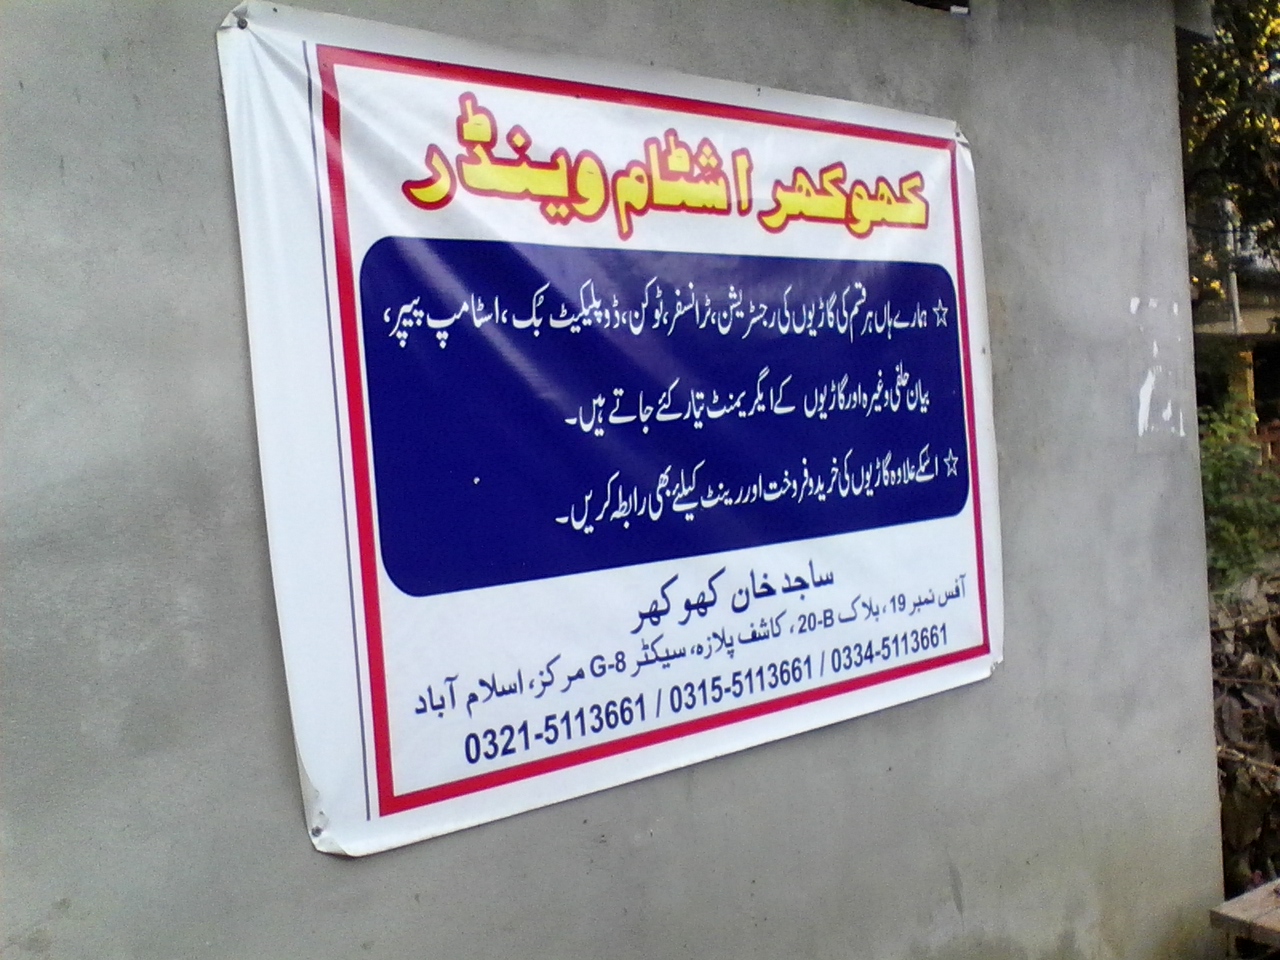 کھوکھر اشٹام وینڈر
☆ ہمارے ہاں ہر قسم کی گاڑیوں کی رجسٹریشن، ٹرانسفر، ٹوکن، ڈوپلیکیٹ بُک، اسٹامپ پیپر،
بیان حلفی وغیرہ اور گاڑیوں کے ایگریمنٹ تیار کئے جاتے ہیں۔
☆ اسکے علاوہ گاڑیوں کی خرید و فروخت اور رینٹ کیلئے بھی رابطہ کریں۔
ساجد خان کھوکھر
آفس نمبر 19، بلاک 20-B، کاشف پلازہ، سیکٹر G-8 مرکز، اسلام آباد
0321-5113661 / 0315-5113661 / 0334-5113661